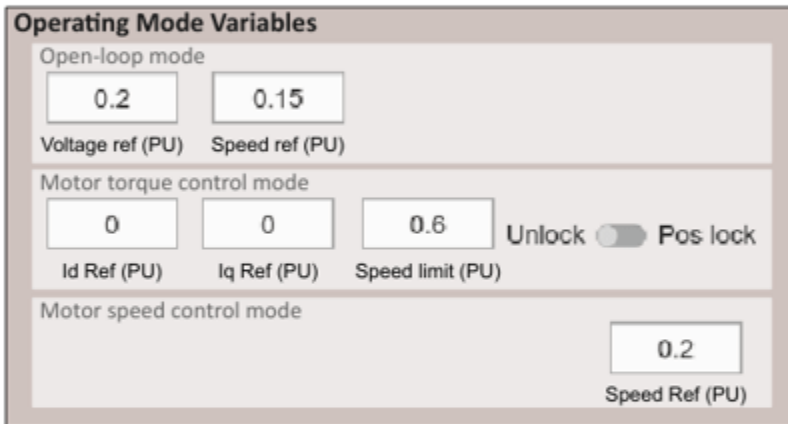 Operating Mode Variables
Open-loop mode
0.2 0.15
Voltage ref (PU) Speed ref (PU)
Motor torque control mode
0 0 0.6 Unlock Pos lock
Id Ref (PU) Iq Ref (PU) Speed limit (PU)
Motor speed control mode
0.2
Speed Ref (PU)